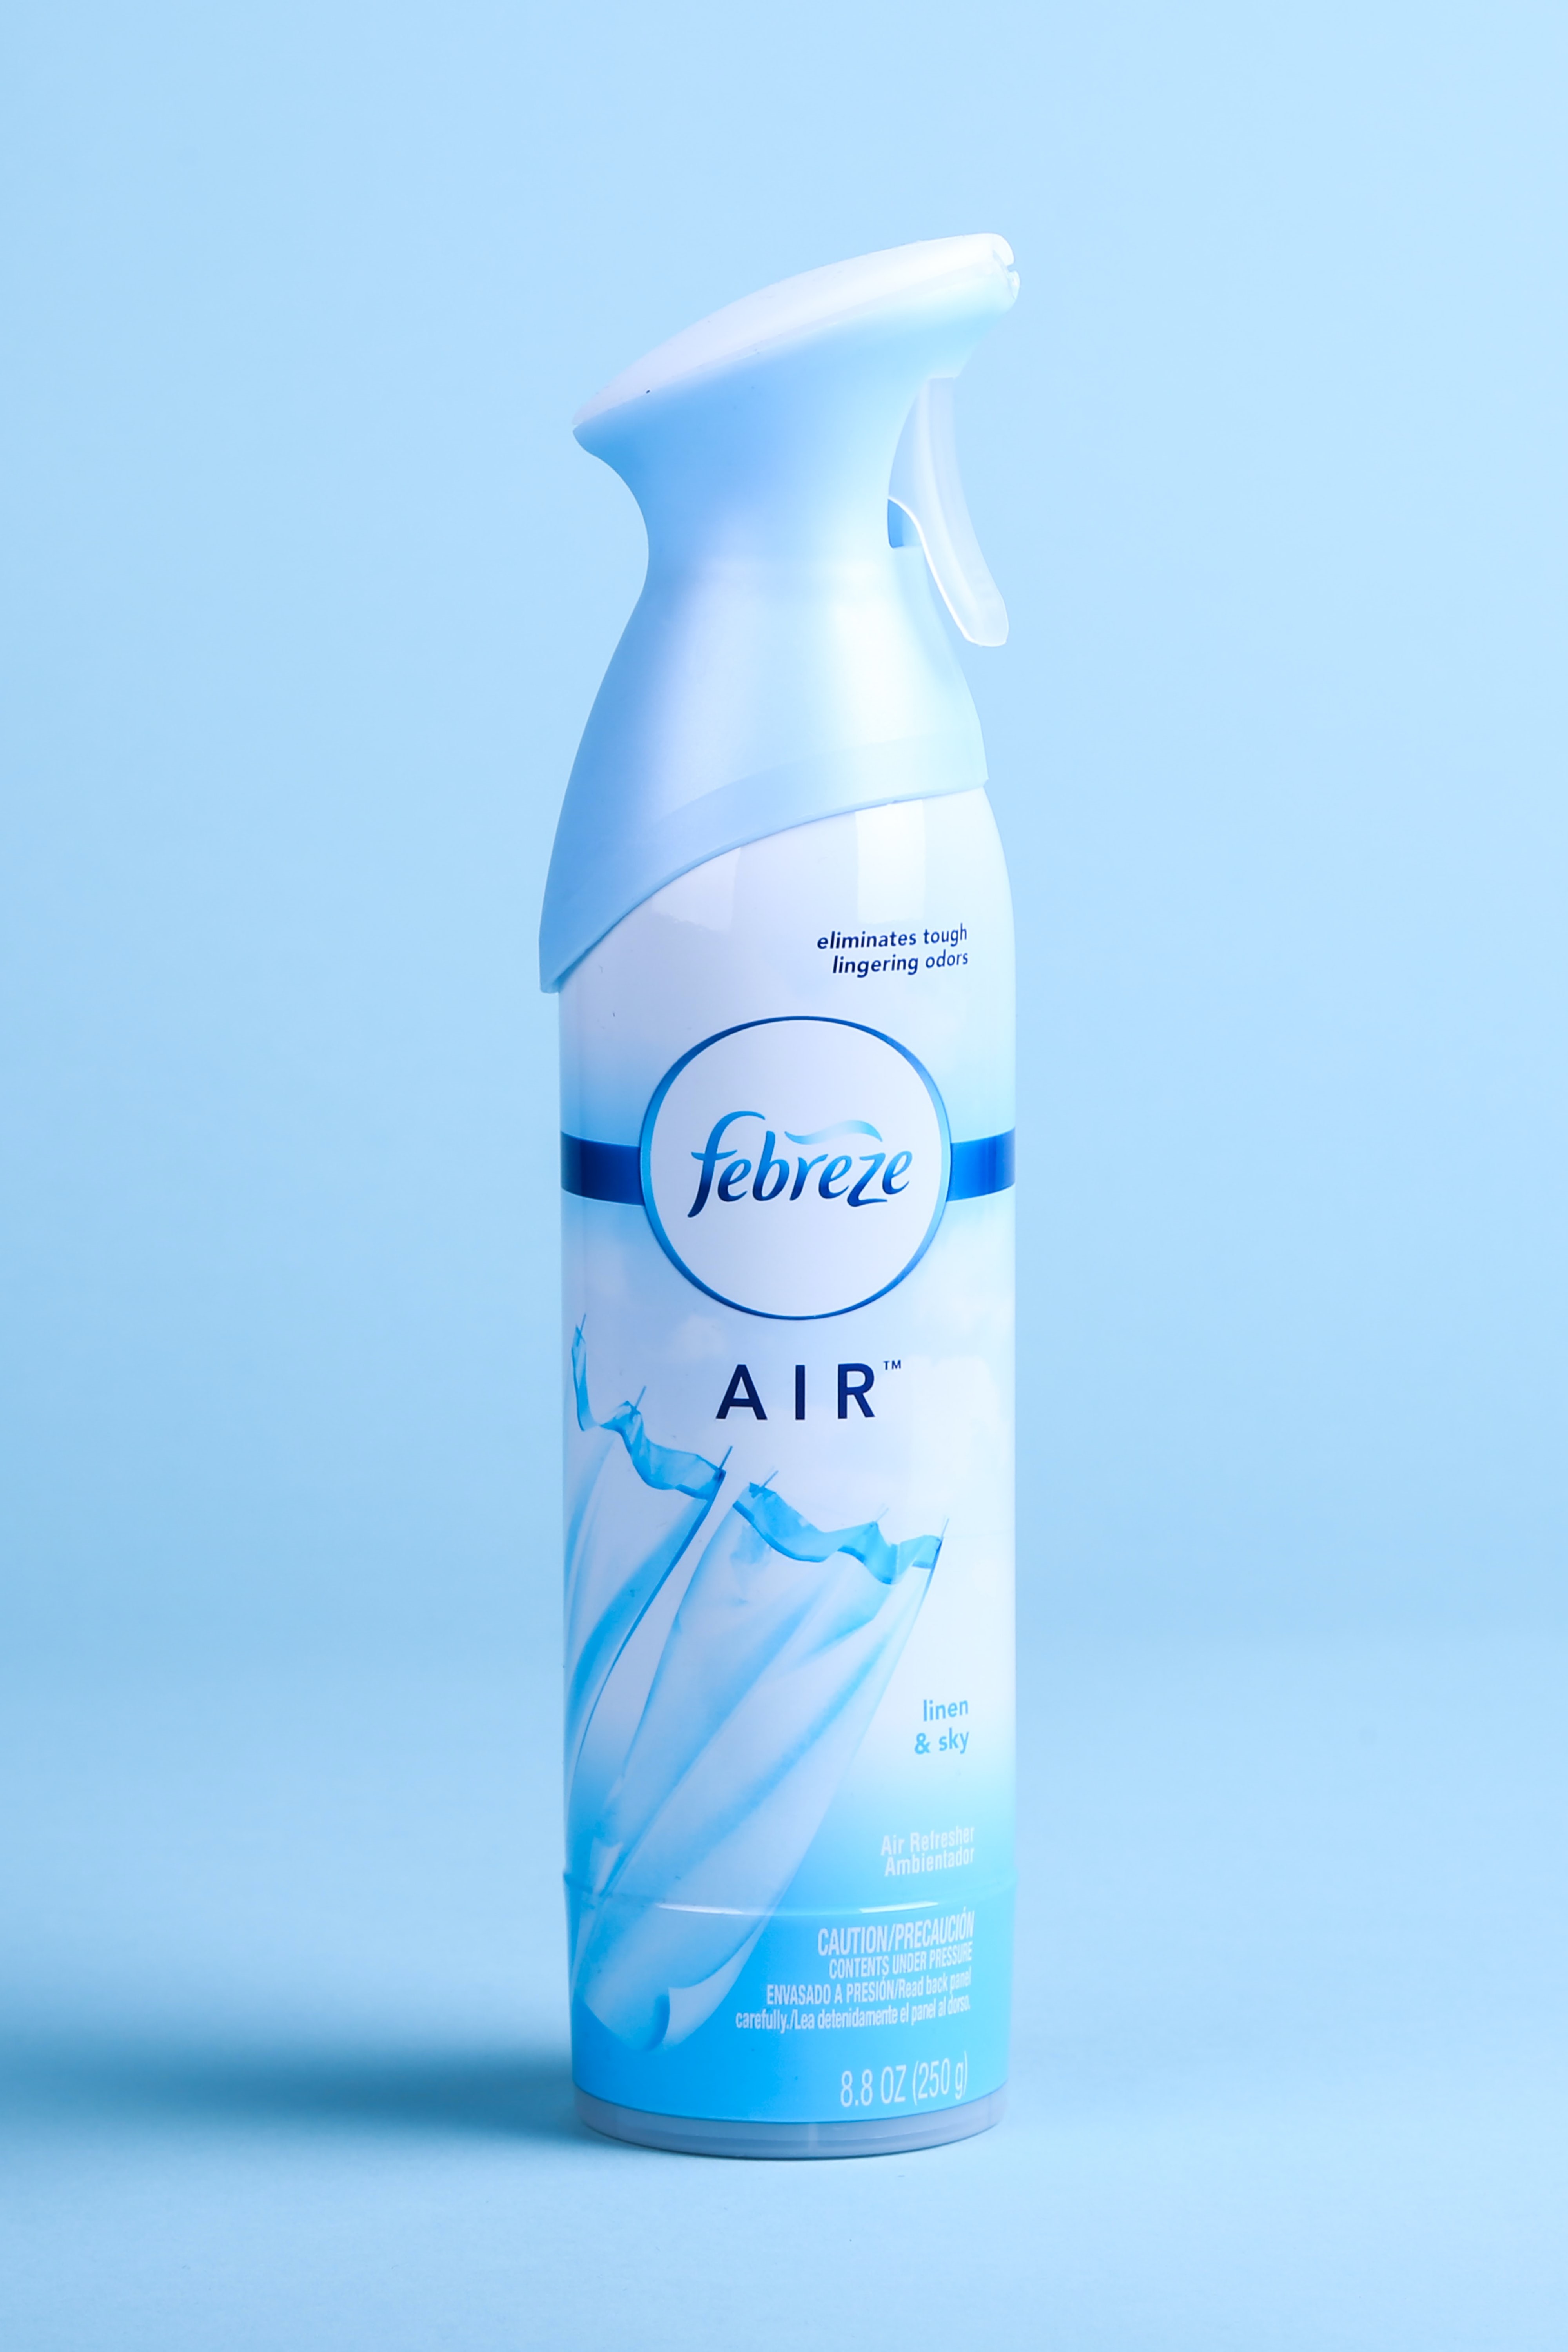 eliminates tough
lingering odors
febreze
AIR™
linen
& sky
Air Refresher
Ambientador
CAUTION/PRECAUCIÓN
CONTENTS UNDER PRESSURE
ENVASADO A PRESIÓN/Read back panel
carefully./Lea detenidamente el panel al dorso.
8.8 OZ (250 g)